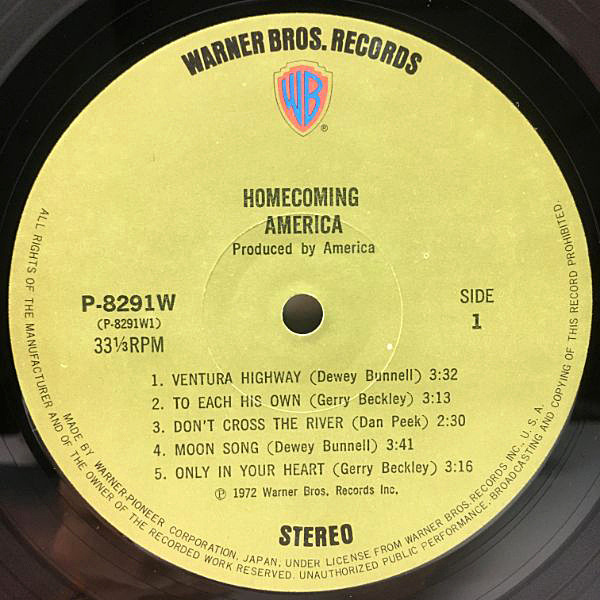 WARNER BROS. RECORDS
WB
®
HOMECOMING
AMERICA
Produced by America
P-8291W
(P-8291W1)
33⅓RPM
SIDE
1
1. VENTURA HIGHWAY (Dewey Bunnell) 3:32
2. TO EACH HIS OWN (Gerry Beckley) 3:13
3. DON'T CROSS THE RIVER (Dan Peek) 2:30
4. MOON SONG (Dewey Bunnell) 3:41
5. ONLY IN YOUR HEART (Gerry Beckley) 3:16
℗ 1972 Warner Bros. Records Inc.
STEREO
MADE BY WARNER-PIONEER CORPORATION, JAPAN, UNDER LICENSE FROM WARNER BROS. RECORDS INC., U.S.A.
ALL RIGHTS OF THE MANUFACTURER AND OF THE OWNER OF THE RECORDED WORK RESERVED. UNAUTHORIZED PUBLIC PERFORMANCE, BROADCASTING AND COPYING OF THIS RECORD PROHIBITED.